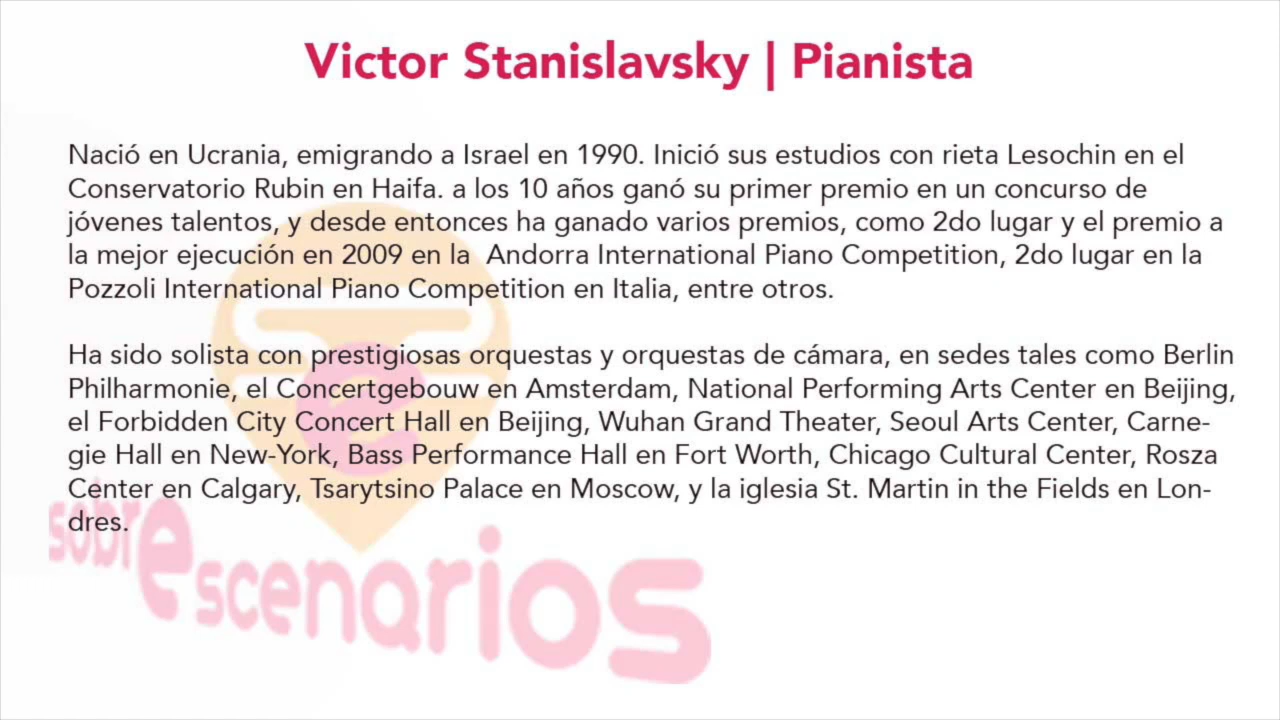 Victor Stanislavsky | Pianista
Nació en Ucrania, emigrando a Israel en 1990. Inició sus estudios con rieta Lesochin en el
Conservatorio Rubin en Haifa. a los 10 años ganó su primer premio en un concurso de
jóvenes talentos, y desde entonces ha ganado varios premios, como 2do lugar y el premio a
la mejor ejecución en 2009 en la  Andorra International Piano Competition, 2do lugar en la
Pozzoli International Piano Competition en Italia, entre otros.
Ha sido solista con prestigiosas orquestas y orquestas de cámara, en sedes tales como Berlin
Philharmonie, el Concertgebouw en Amsterdam, National Performing Arts Center en Beijing,
el Forbidden City Concert Hall en Beijing, Wuhan Grand Theater, Seoul Arts Center, Carne-
gie Hall en New-York, Bass Performance Hall en Fort Worth, Chicago Cultural Center, Rosza
Center en Calgary, Tsarytsino Palace en Moscow, y la iglesia St. Martin in the Fields en Lon-
dres.
e
sobrEscenarios